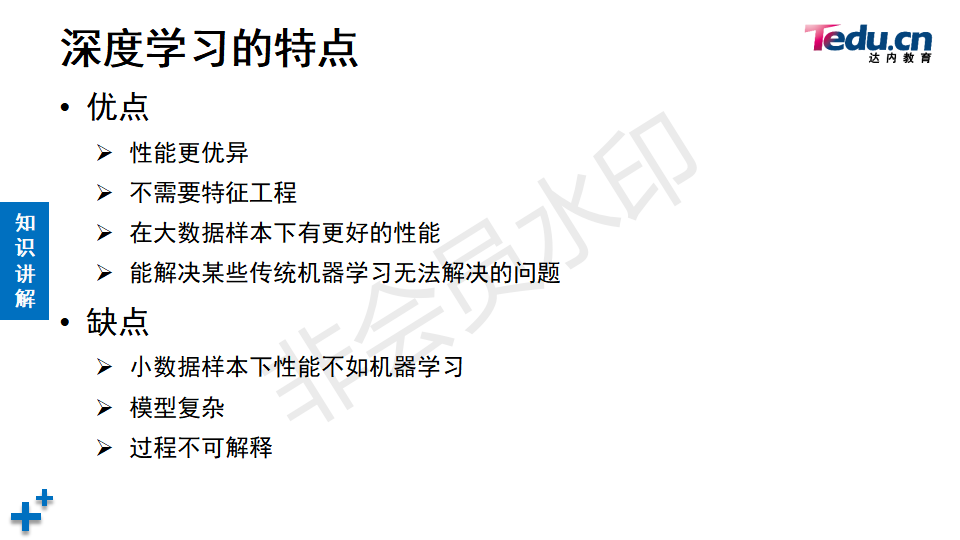 深度学习的特点
Tedu.cn
达内教育
• 优点
➢ 性能更优异
➢ 不需要特征工程
➢ 在大数据样本下有更好的性能
➢ 能解决某些传统机器学习无法解决的问题
知识讲解
• 缺点
➢ 小数据样本下性能不如机器学习
➢ 模型复杂
➢ 过程不可解释
非会员水印